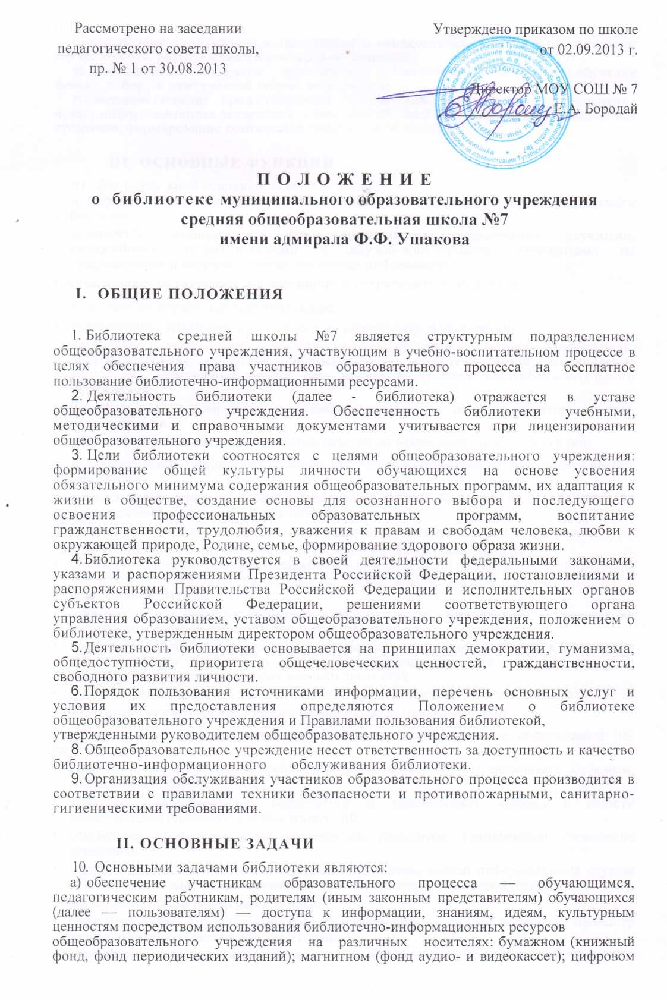 Рассмотрено на заседании
педагогического совета школы,
пр. № 1 от 30.08.2013
Утверждено приказом по школе
от 02.09.2013 г.
Директор МОУ СОШ № 7
Е.А. Бородай
П О Л О Ж Е Н И Е
о библиотеке муниципального образовательного учреждения
средняя общеобразовательная школа №7
имени адмирала Ф.Ф. Ушакова
I. ОБЩИЕ ПОЛОЖЕНИЯ
1. Библиотека средней школы №7 является структурным подразделением
общеобразовательного учреждения, участвующим в учебно-воспитательном процессе в
целях обеспечения права участников образовательного процесса на бесплатное
пользование библиотечно-информационными ресурсами.
2. Деятельность библиотеки (далее - библиотека) отражается в уставе
общеобразовательного учреждения. Обеспеченность библиотеки учебными,
методическими и справочными документами учитывается при лицензировании
общеобразовательного учреждения.
3. Цели библиотеки соотносятся с целями общеобразовательного учреждения:
формирование общей культуры личности обучающихся на основе усвоения
обязательного минимума содержания общеобразовательных программ, их адаптация к
жизни в обществе, создание основы для осознанного выбора и последующего
освоения профессиональных образовательных программ, воспитание
гражданственности, трудолюбия, уважения к правам и свободам человека, любви к
окружающей природе, Родине, семье, формирование здорового образа жизни.
4. Библиотека руководствуется в своей деятельности федеральными законами,
указами и распоряжениями Президента Российской Федерации, постановлениями и
распоряжениями Правительства Российской Федерации и исполнительных органов
субъектов Российской Федерации, решениями соответствующего органа
управления образованием, уставом общеобразовательного учреждения, положением о
библиотеке, утвержденным директором общеобразовательного учреждения.
5. Деятельность библиотеки основывается на принципах демократии, гуманизма,
общедоступности, приоритета общечеловеческих ценностей, гражданственности,
свободного развития личности.
6. Порядок пользования источниками информации, перечень основных услуг и
условия их предоставления определяются Положением о библиотеке
общеобразовательного учреждения и Правилами пользования библиотекой,
утвержденными руководителем общеобразовательного учреждения.
8. Общеобразовательное учреждение несет ответственность за доступность и качество
библиотечно-информационного обслуживания библиотеки.
9. Организация обслуживания участников образовательного процесса производится в
соответствии с правилами техники безопасности и противопожарными, санитарно-
гигиеническими требованиями.
II. ОСНОВНЫЕ ЗАДАЧИ
10. Основными задачами библиотеки являются:
а) обеспечение участникам образовательного процесса — обучающимся,
педагогическим работникам, родителям (иным законным представителям) обучающихся
(далее — пользователям) — доступа к информации, знаниям, идеям, культурным
ценностям посредством использования библиотечно-информационных ресурсов
общеобразовательного учреждения на различных носителях: бумажном (книжный
фонд, фонд периодических изданий); магнитном (фонд аудио- и видеокассет); цифровом